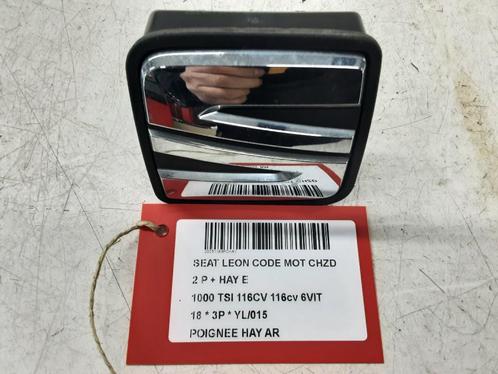 SEAT LEON CODE MOT CHZD
2 P + HAY E
1000 TSI 116CV 116cv 6VIT
18 * 3P * YL/015
POIGNEE HAY AR